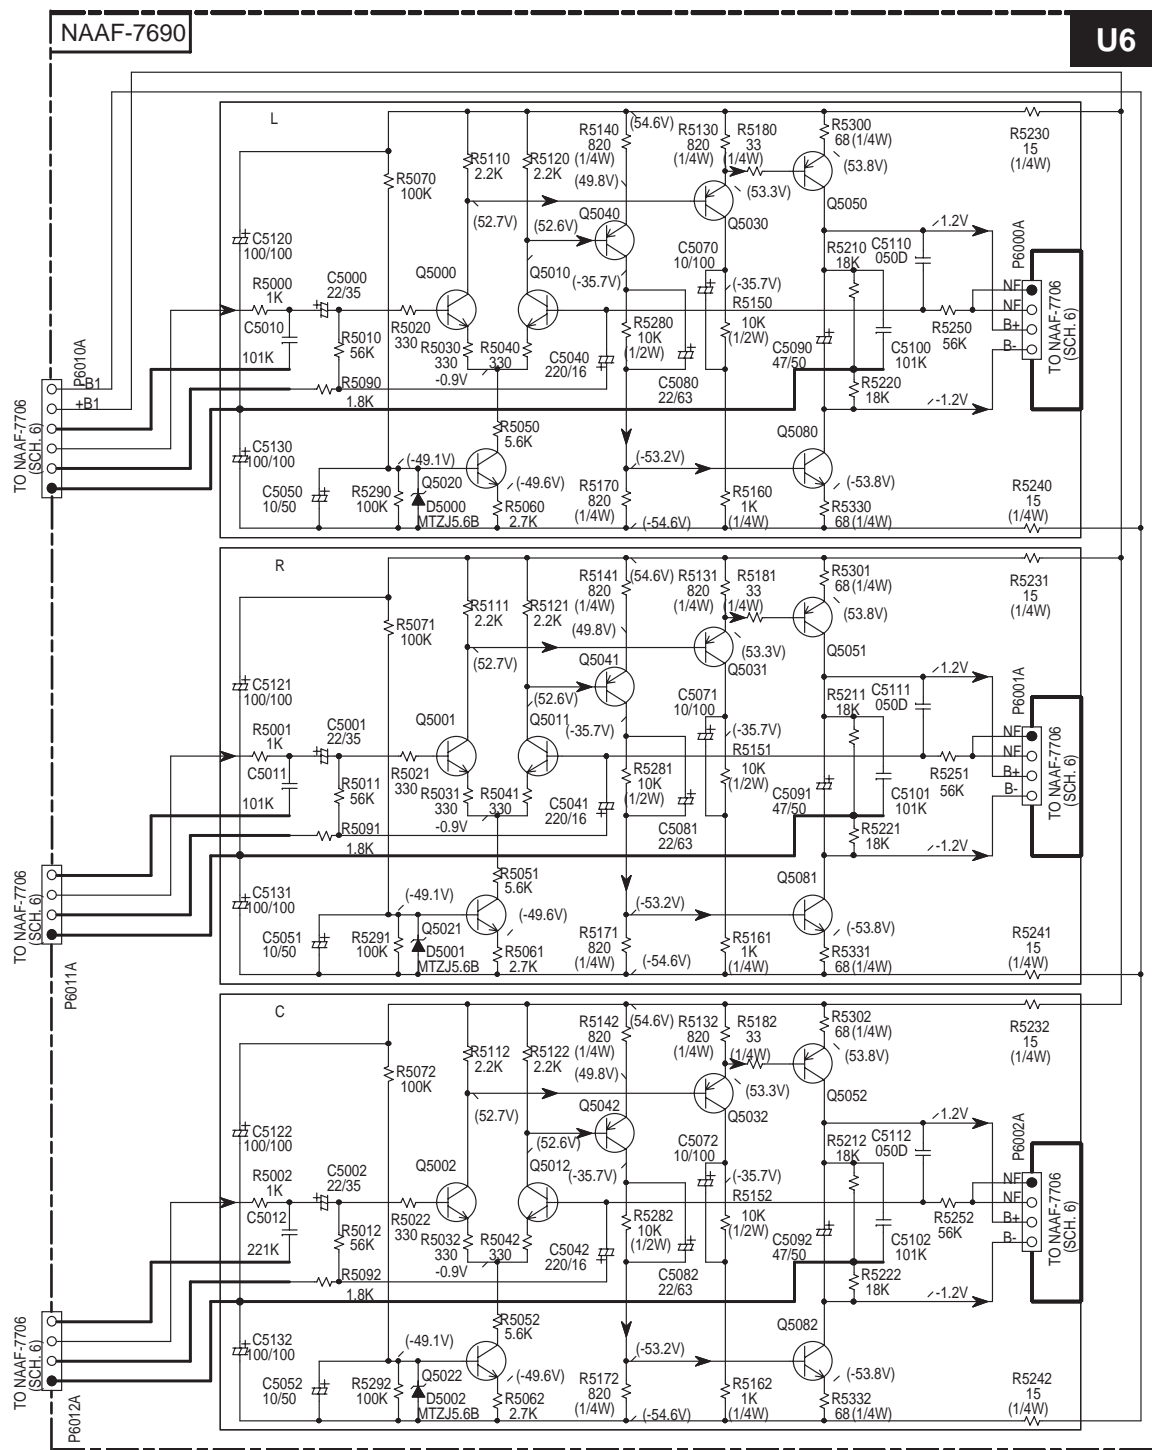 NAAF-7690
U6
L
R5140
820
(1/4W)
(54.6V)
R5130
820
(1/4W)
R5180
33
(1/4W)
R5300
68(1/4W)
R5230
15
(1/4W)
R5110
2.2K
R5120
2.2K
R5070
100K
(49.8V)
(53.3V)
(53.8V)
(52.7V)
(52.6V)
Q5040
Q5030
Q5050
1.2V
P6000A
C5120
100/100
R5000
1K
C5000
22/35
Q5000
Q5010
(-35.7V)
C5070
10/100
(-35.7V)
R5150
10K
(1/2W)
R5210
18K
C5110
050D
NF
NF
B+
B-
TO NAAF-7706
(SCH. 6)
C5010
101K
R5010
56K
R5020
330
R5030
330
R5040
330
-0.9V
R5280
10K
(1/2W)
C5040
220/16
C5080
22/63
C5090
47/50
C5100
101K
R5250
56K
R5090
1.8K
R5220
18K
-1.2V
P6010A
-B1
+B1
TO NAAF-7706
(SCH. 6)
R5050
5.6K
Q5080
C5130
100/100
(-49.1V)
Q5020
(-49.6V)
(-53.2V)
(-53.8V)
C5050
10/50
R5290
100K
D5000
MTZJ5.6B
R5060
2.7K
R5170
820
(1/4W)
(-54.6V)
R5160
1K
(1/4W)
R5330
68(1/4W)
R5240
15
(1/4W)
R
R5141
820
(1/4W)
(54.6V)
R5131
820
(1/4W)
R5181
33
(1/4W)
R5301
68(1/4W)
R5231
15
(1/4W)
R5111
2.2K
R5121
2.2K
R5071
100K
(49.8V)
(53.3V)
(53.8V)
(52.7V)
(52.6V)
Q5041
Q5031
Q5051
1.2V
P6001A
C5121
100/100
R5001
1K
C5001
22/35
Q5001
Q5011
(-35.7V)
C5071
10/100
(-35.7V)
R5151
10K
(1/2W)
R5211
18K
C5111
050D
NF
NF
B+
B-
TO NAAF-7706
(SCH. 6)
C5011
101K
R5011
56K
R5021
330
R5031
330
R5041
330
-0.9V
R5281
10K
(1/2W)
C5041
220/16
C5081
22/63
C5091
47/50
C5101
101K
R5251
56K
R5091
1.8K
R5221
18K
-1.2V
TO NAAF-7706
(SCH. 6)
P6011A
R5051
5.6K
Q5081
C5131
100/100
(-49.1V)
Q5021
(-49.6V)
(-53.2V)
(-53.8V)
C5051
10/50
R5291
100K
D5001
MTZJ5.6B
R5061
2.7K
R5171
820
(1/4W)
(-54.6V)
R5161
1K
(1/4W)
R5331
68(1/4W)
R5241
15
(1/4W)
C
R5142
820
(1/4W)
(54.6V)
R5132
820
(1/4W)
R5182
33
(1/4W)
R5302
68(1/4W)
R5232
15
(1/4W)
R5112
2.2K
R5122
2.2K
R5072
100K
(49.8V)
(53.3V)
(53.8V)
(52.7V)
(52.6V)
Q5042
Q5032
Q5052
1.2V
P6002A
C5122
100/100
R5002
1K
C5002
22/35
Q5002
Q5012
(-35.7V)
C5072
10/100
(-35.7V)
R5152
10K
(1/2W)
R5212
18K
C5112
050D
NF
NF
B+
B-
TO NAAF-7706
(SCH. 6)
C5012
221K
R5012
56K
R5022
330
R5032
330
R5042
330
-0.9V
R5282
10K
(1/2W)
C5042
220/16
C5082
22/63
C5092
47/50
C5102
101K
R5252
56K
R5092
1.8K
R5222
18K
-1.2V
TO NAAF-7706
(SCH. 6)
P6012A
R5052
5.6K
Q5082
C5132
100/100
(-49.1V)
Q5022
(-49.6V)
(-53.2V)
(-53.8V)
C5052
10/50
R5292
100K
D5002
MTZJ5.6B
R5062
2.7K
R5172
820
(1/4W)
(-54.6V)
R5162
1K
(1/4W)
R5332
68(1/4W)
R5242
15
(1/4W)